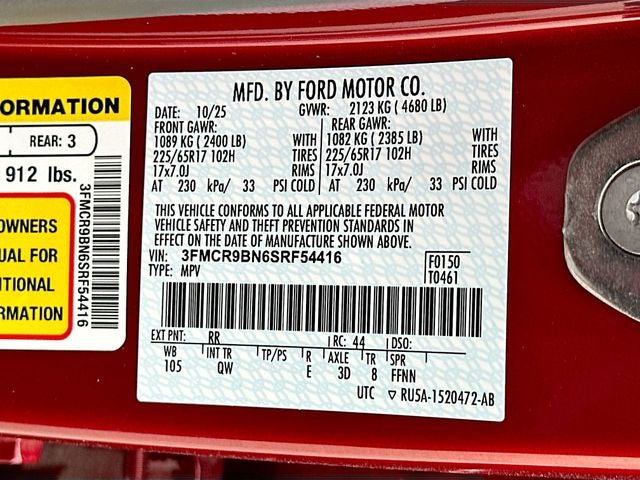 ORMATION
REAR: 3
912 lbs.
OWNERS
UAL FOR
ITIONAL
RMATION
3FMCR9BN6SRF54416
MFD. BY FORD MOTOR CO.
DATE: 10/25 GVWR: 2123 KG ( 4680 LB)
FRONT GAWR: REAR GAWR:
1089 KG ( 2400 LB) WITH 1082 KG ( 2385 LB) WITH
225/65R17 102H TIRES 225/65R17 102H TIRES
17x7.0J RIMS 17x7.0J RIMS
AT 230 kPa/ 33 PSI COLD AT 230 kPa/ 33 PSI COLD
THIS VEHICLE CONFORMS TO ALL APPLICABLE FEDERAL MOTOR
VEHICLE SAFETY AND THEFT PREVENTION STANDARDS IN
EFFECT ON THE DATE OF MANUFACTURE SHOWN ABOVE.
VIN: 3FMCR9BN6SRF54416 F0150
TYPE: MPV T0461
EXT PNT: RR RC: 44 DSO:
WB INT TR TP/PS R AXLE TR SPR
105 QW E 3D 8 FFNN
UTC ▽ RU5A-1520472-AB